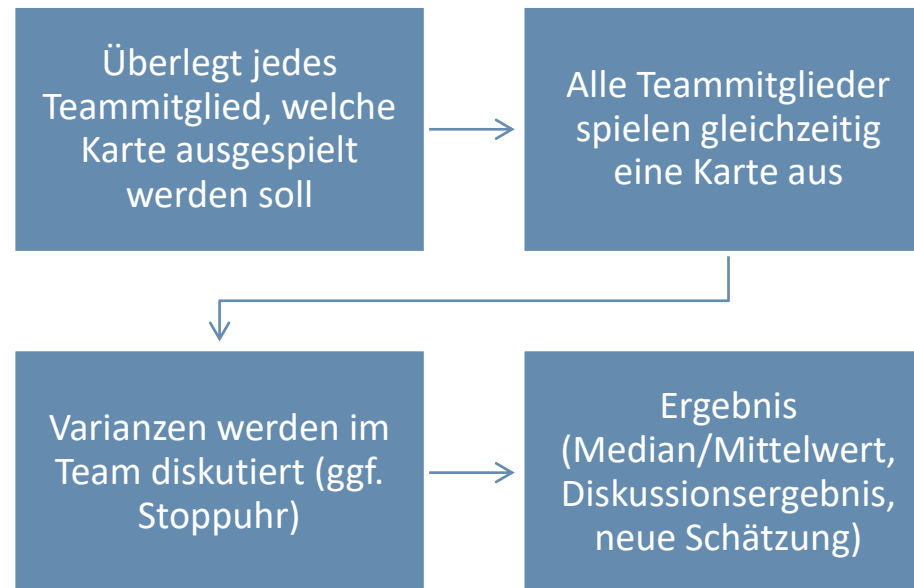 Überlegt jedes
Teammitglied, welche
Karte ausgespielt
werden soll
Alle Teammitglieder
spielen gleichzeitig
eine Karte aus
Varianzen werden im
Team diskutiert (ggf.
Stoppuhr)
Ergebnis
(Median/Mittelwert,
Diskussionsergebnis,
neue Schätzung)